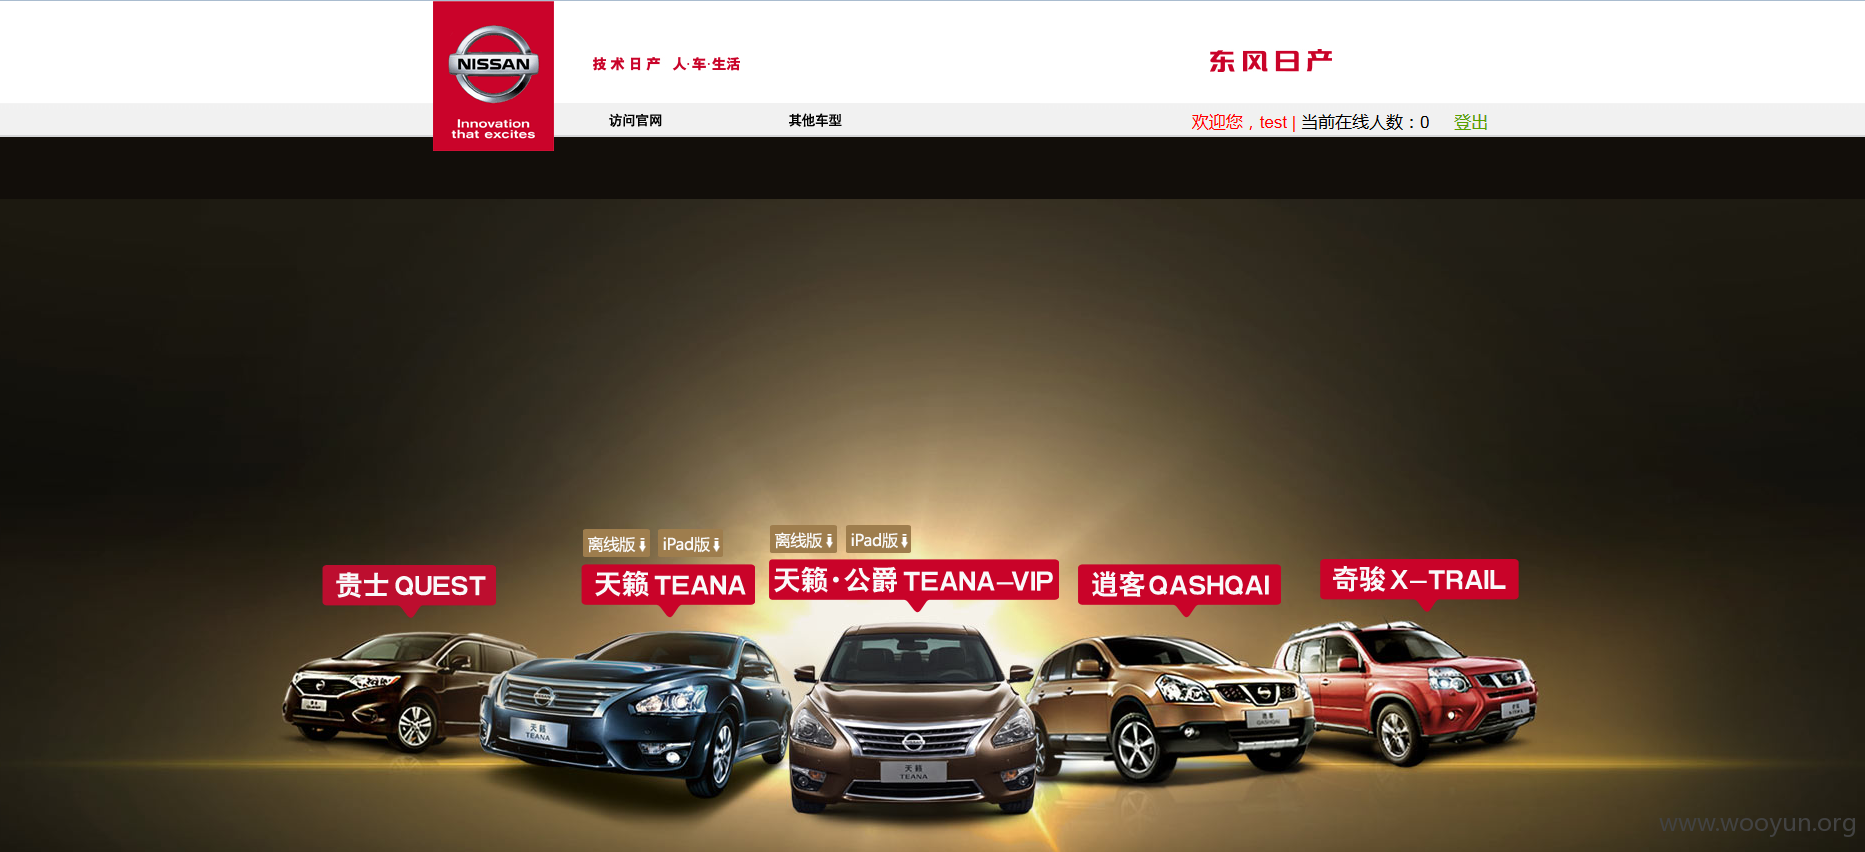 NISSAN
Innovation
that excites
技术日产 人·车·生活
东风日产
访问官网
其他车型
欢迎您，test | 当前在线人数：0 登出
离线版 iPad版
离线版 iPad版
贵士 QUEST
天籁 TEANA
天籁·公爵 TEANA-VIP
逍客 QASHQAI
奇骏 X-TRAIL
天籁
TEANA
天籁
TEANA
逍客
QASHQAI
www.wooyun.org